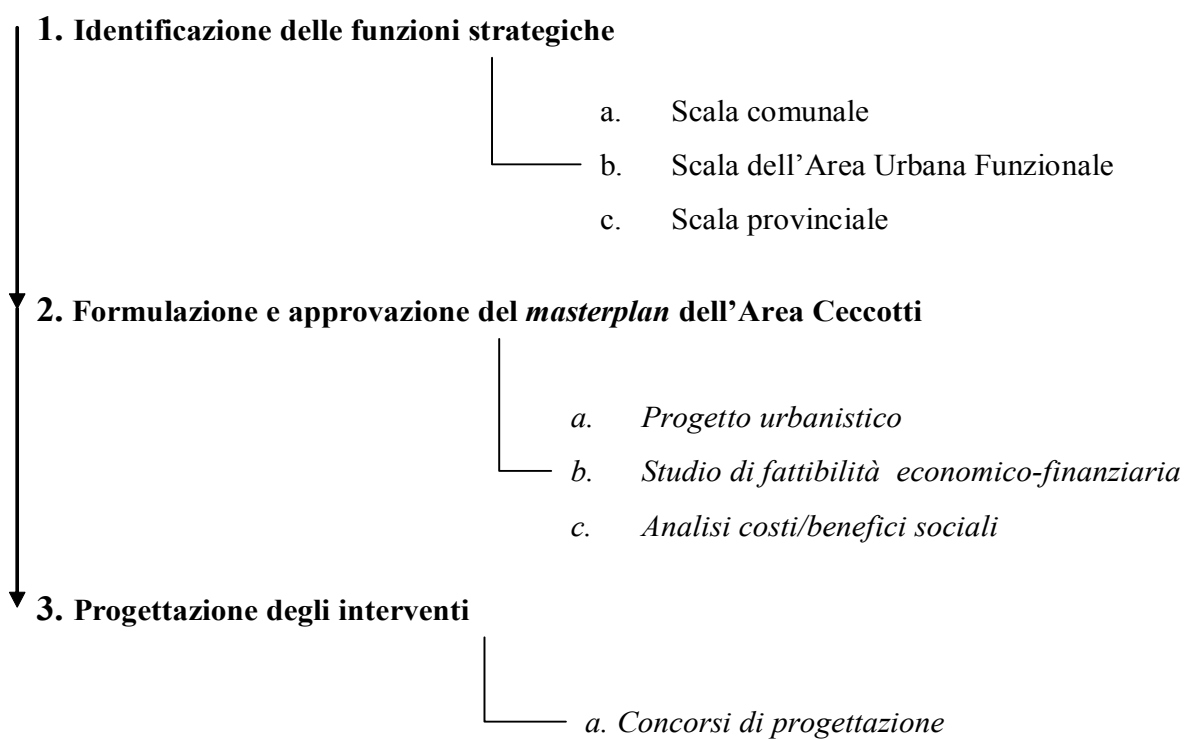 1. Identificazione delle funzioni strategiche
a. Scala comunale
b. Scala dell’Area Urbana Funzionale
c. Scala provinciale
2. Formulazione e approvazione del masterplan dell’Area Ceccotti
a. Progetto urbanistico
b. Studio di fattibilità economico-finanziaria
c. Analisi costi/benefici sociali
3. Progettazione degli interventi
a. Concorsi di progettazione